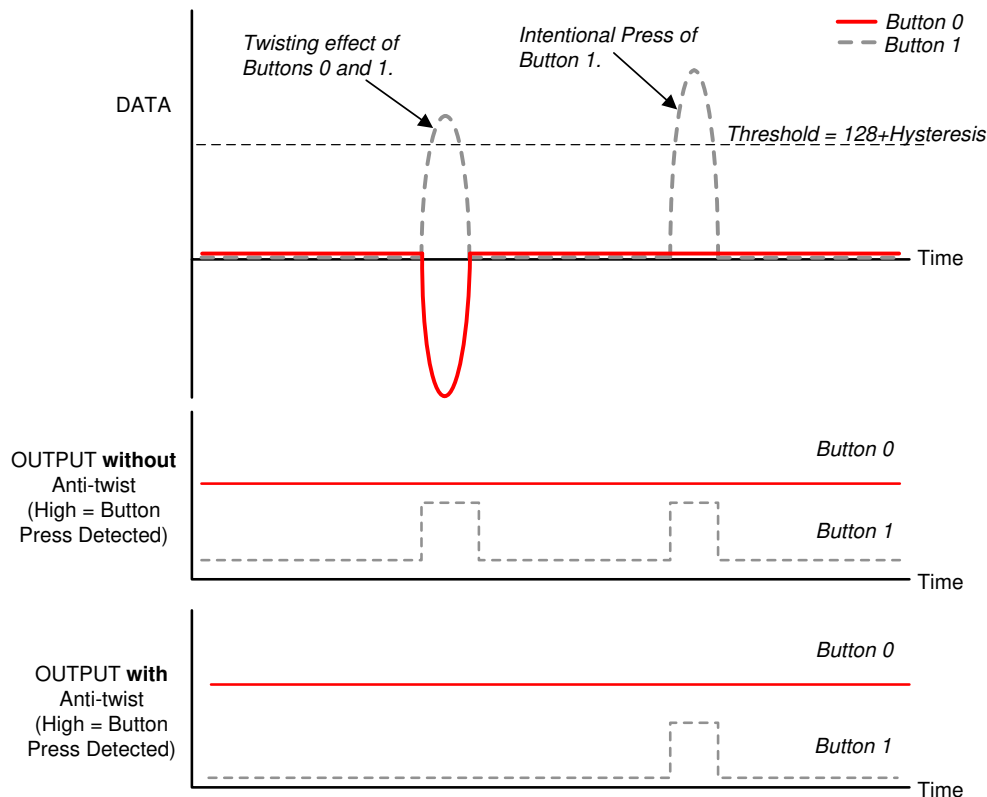 Twisting effect of
Buttons 0 and 1.
Intentional Press of
Button 1.
Button 0
Button 1
DATA
Threshold = 128+Hysteresis
Time
OUTPUT without
Anti-twist
(High = Button
Press Detected)
Button 0
Button 1
Time
OUTPUT with
Anti-twist
(High = Button
Press Detected)
Button 0
Button 1
Time